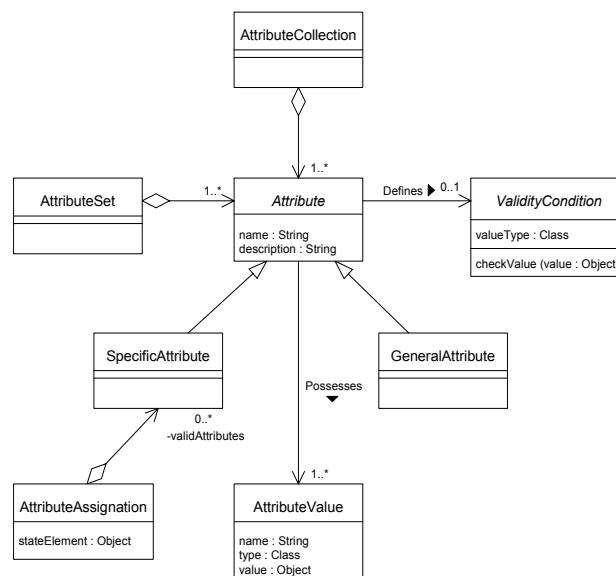 AttributeCollection
1..*
AttributeSet
1..*
Attribute
name : String
description : String
Defines
0..1
ValidityCondition
valueType : Class
checkValue (value : Object
SpecificAttribute
GeneralAttribute
Possesses
0..*
-validAttributes
AttributeAssignation
stateElement : Object
1..*
AttributeValue
name : String
type : Class
value : Object